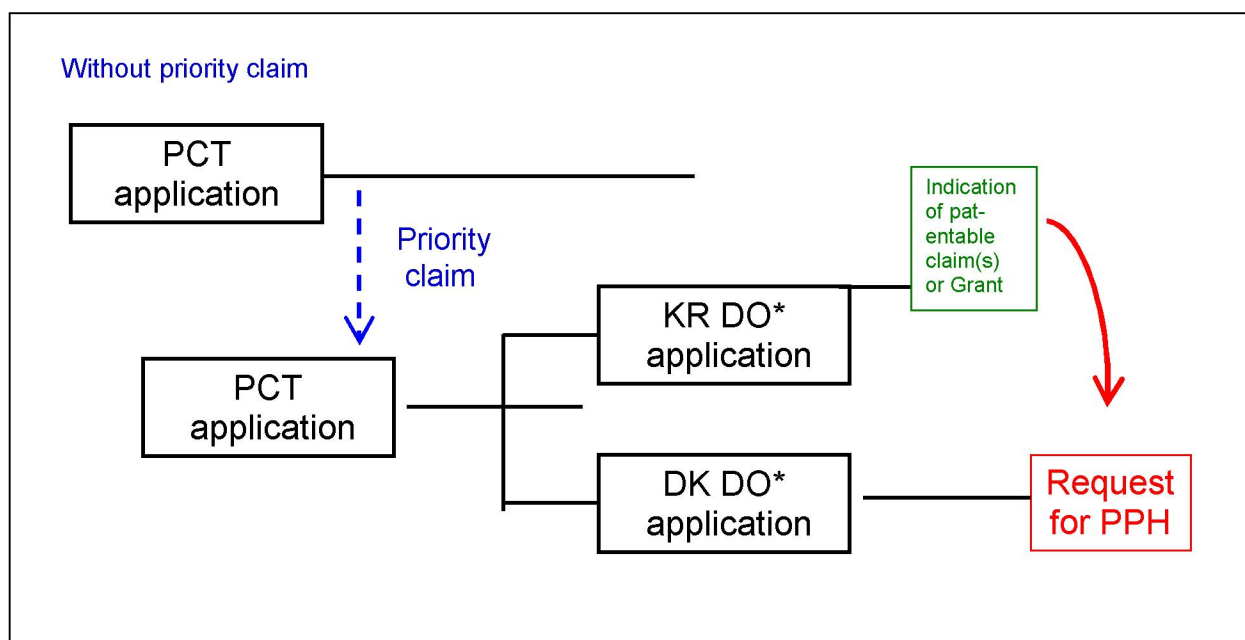 Without priority claim
PCT
application
Indication
of pat-
entable
claim(s)
or Grant
Priority
claim
KR DO*
application
PCT
application
DK DO*
application
Request
for PPH